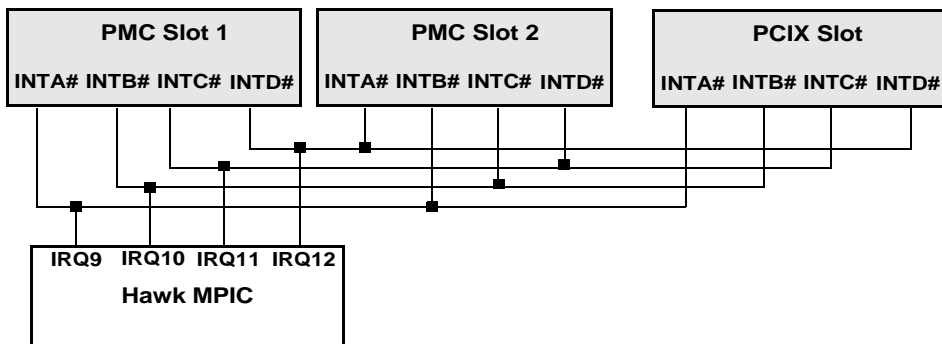 PMC Slot 1
INTA# INTB# INTC# INTD#
PMC Slot 2
INTA# INTB# INTC# INTD#
PCIX Slot
INTA# INTB# INTC# INTD#
IRQ9 IRQ10 IRQ11 IRQ12
Hawk MPIC